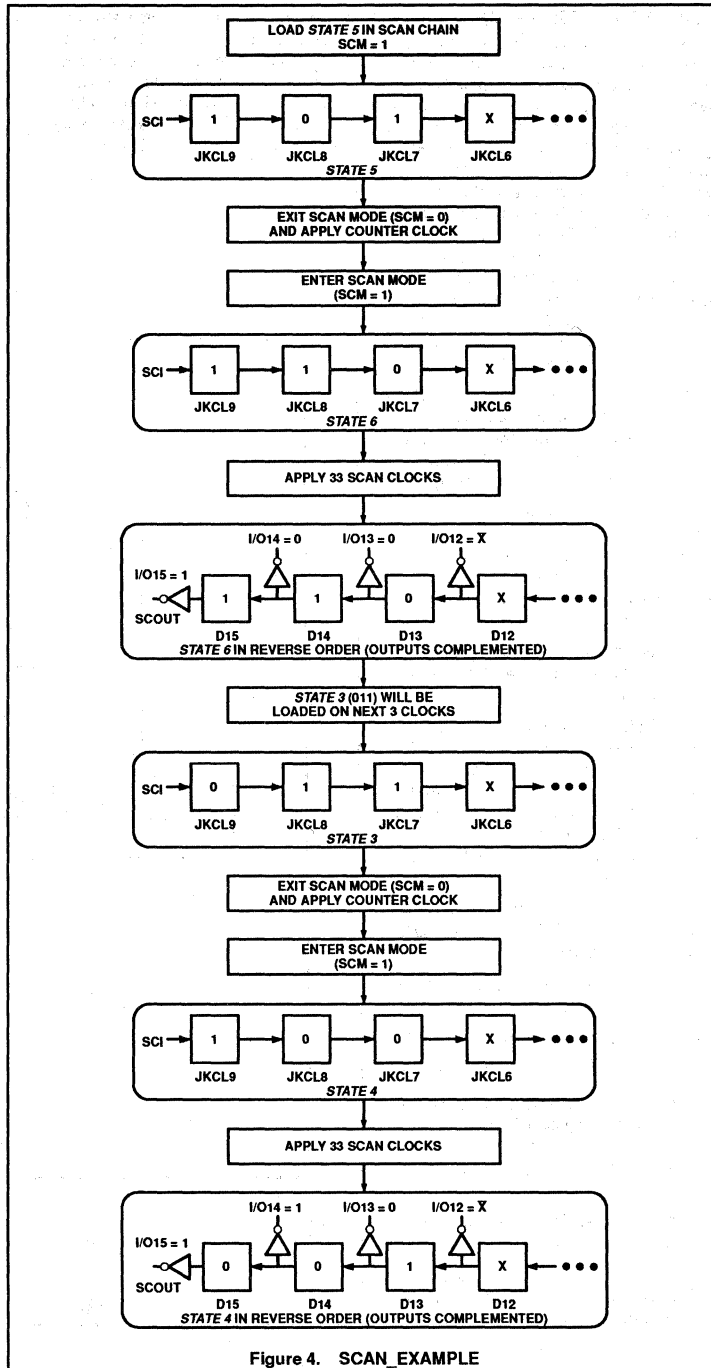 LOAD STATE 5 IN SCAN CHAIN
SCM = 1
SCI 1 0 1 X
JKCL9 JKCL8 JKCL7 JKCL6
STATE 5
EXIT SCAN MODE (SCM = 0)
AND APPLY COUNTER CLOCK
ENTER SCAN MODE
(SCM = 1)
SCI 1 1 0 X
JKCL9 JKCL8 JKCL7 JKCL6
STATE 6
APPLY 33 SCAN CLOCKS
I/O14 = 0 I/O13 = 0 I/O12 = X̅
I/O15 = 1
1 1 0 X
SCOUT
D15 D14 D13 D12
STATE 6 IN REVERSE ORDER (OUTPUTS COMPLEMENTED)
STATE 3 (011) WILL BE
LOADED ON NEXT 3 CLOCKS
SCI 0 1 1 X
JKCL9 JKCL8 JKCL7 JKCL6
STATE 3
EXIT SCAN MODE (SCM = 0)
AND APPLY COUNTER CLOCK
ENTER SCAN MODE
(SCM = 1)
SCI 1 0 0 X
JKCL9 JKCL8 JKCL7 JKCL6
STATE 4
APPLY 33 SCAN CLOCKS
I/O14 = 1 I/O13 = 0 I/O12 = X̅
I/O15 = 1
0 0 1 X
SCOUT
D15 D14 D13 D12
STATE 4 IN REVERSE ORDER (OUTPUTS COMPLEMENTED)
Figure 4. SCAN_EXAMPLE